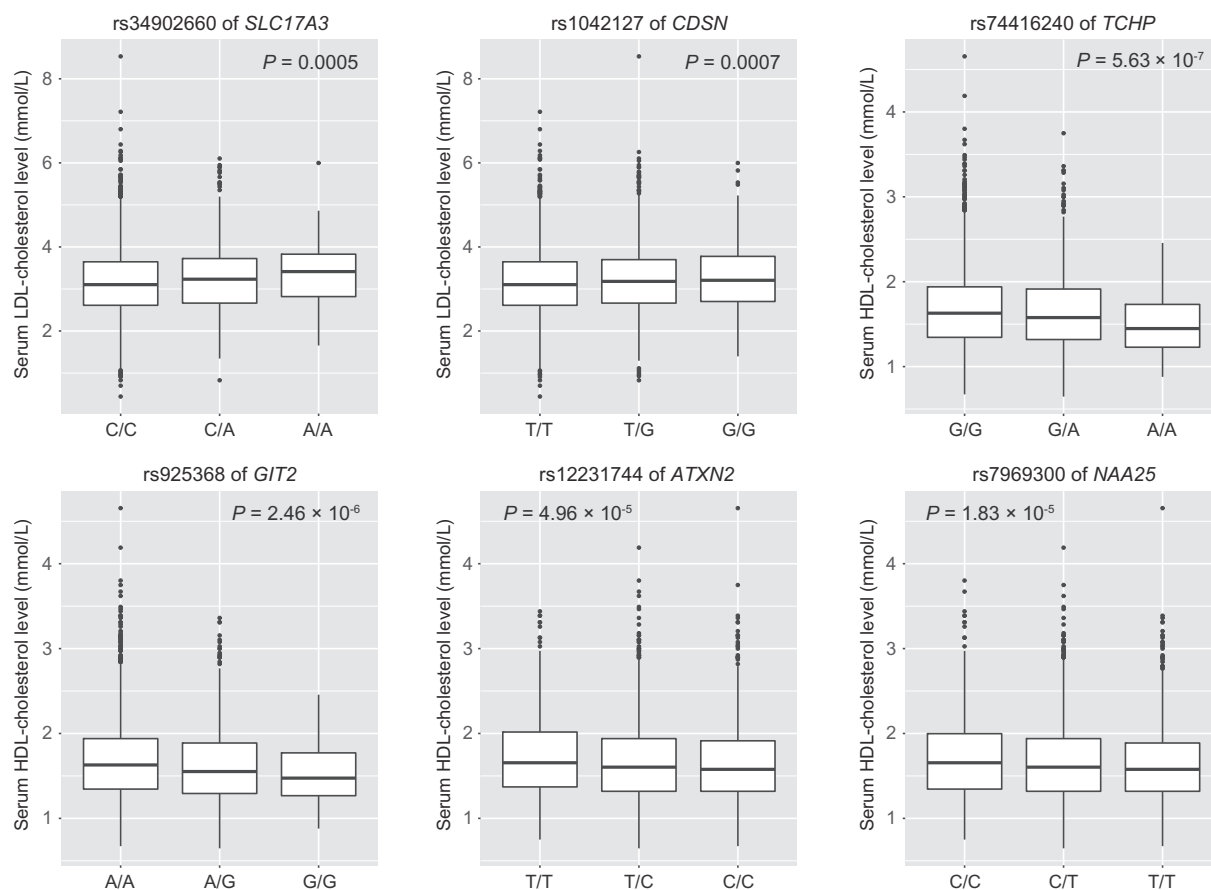 rs34902660 of SLC17A3
P = 0.0005
Serum LDL-cholesterol level (mmol/L)
8
6
4
2
C/C C/A A/A
rs1042127 of CDSN
P = 0.0007
Serum LDL-cholesterol level (mmol/L)
8
6
4
2
T/T T/G G/G
rs74416240 of TCHP
P = 5.63 × 10-7
Serum HDL-cholesterol level (mmol/L)
4
3
2
1
G/G G/A A/A
rs925368 of GIT2
P = 2.46 × 10-6
Serum HDL-cholesterol level (mmol/L)
4
3
2
1
A/A A/G G/G
rs12231744 of ATXN2
P = 4.96 × 10-5
Serum HDL-cholesterol level (mmol/L)
4
3
2
1
T/T T/C C/C
rs7969300 of NAA25
P = 1.83 × 10-5
Serum HDL-cholesterol level (mmol/L)
4
3
2
1
C/C C/T T/T